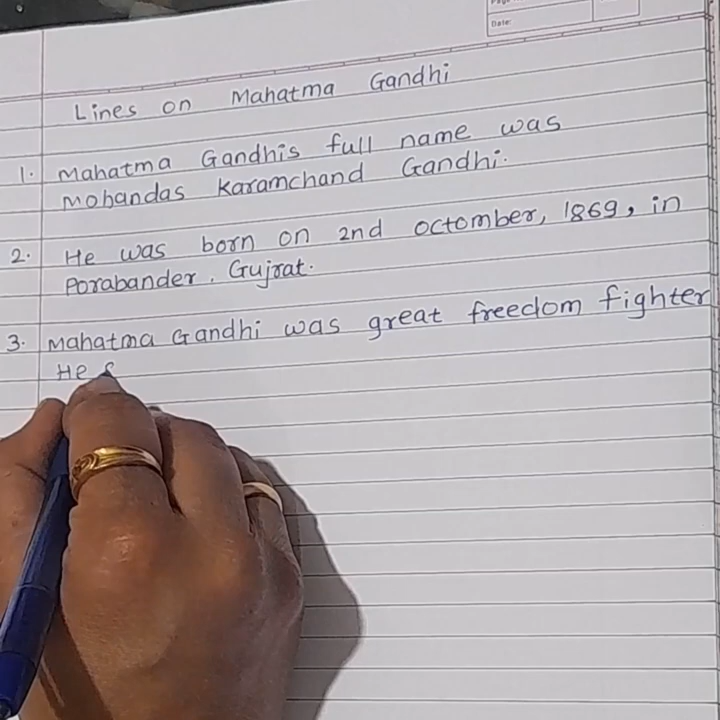 Date:
Lines on Mahatma Gandhi
1. Mahatma Gandhis full name was
Mohandas Karamchand Gandhi.
2. He was born on 2nd octomber, 1869, in
Porabander. Gujrat.
3. Mahatma Gandhi was great freedom fighter
He